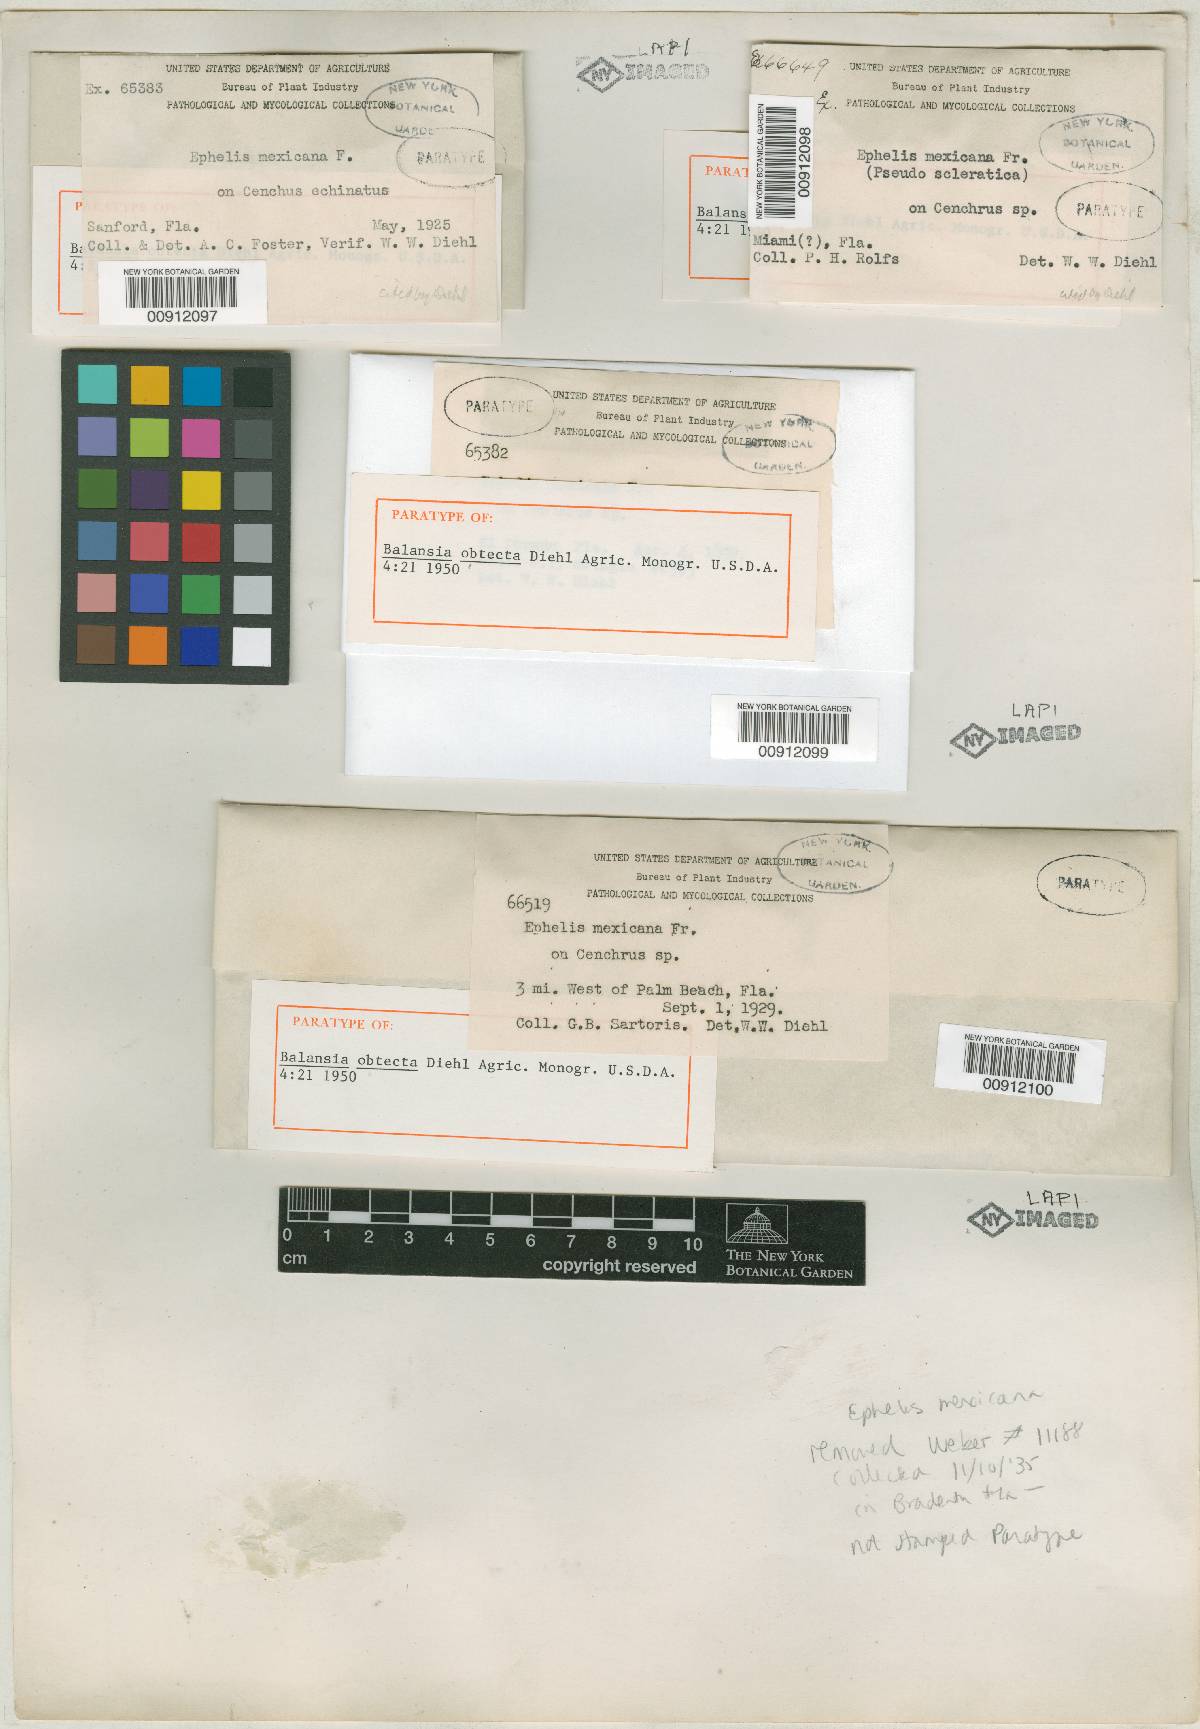 LAPI
NY IMAGED
UNITED STATES DEPARTMENT OF AGRICULTURE
Ex. 65383
Bureau of Plant Industry
PATHOLOGICAL AND MYCOLOGICAL COLLECTIONS
NEW YORK
BOTANICAL
GARDEN
PARATYPE
Ephelis mexicana F.
on Cenchus echinatus
Sanford, Fla. May, 1925
Coll. & Det. A. C. Foster, Verif. W. W. Diehl
cited by Diehl
NEW YORK BOTANICAL GARDEN
00912097
UNITED STATES DEPARTMENT OF AGRICULTURE
Bureau of Plant Industry
Ex. PATHOLOGICAL AND MYCOLOGICAL COLLECTIONS
NEW YORK
BOTANICAL
GARDEN.
PARATYPE
NEW YORK BOTANICAL GARDEN
00912098
Ephelis mexicana Fr.
(Pseudo scleratica)
on Cenchrus sp.
Balans
4:21
Miami(?), Fla.
Coll. P. H. Rolfs Det. W. W. Diehl
cited by Diehl
PARATYPE
UNITED STATES DEPARTMENT OF AGRICULTURE
Bureau of Plant Industry
PATHOLOGICAL AND MYCOLOGICAL COLLECTIONS
NEW YORK
BOTANICAL
GARDEN.
65382
PARATYPE OF:
Balansia obtecta Diehl Agric. Monogr. U.S.D.A.
4:21 1950
NEW YORK BOTANICAL GARDEN
00912099
LAPI
NY IMAGED
UNITED STATES DEPARTMENT OF AGRICULTURE
Bureau of Plant Industry
PATHOLOGICAL AND MYCOLOGICAL COLLECTIONS
NEW YORK
BOTANICAL
GARDEN.
PARATYPE
66519
Ephelis mexicana Fr.
on Cenchrus sp.
3 mi. West of Palm Beach, Fla.
Sept. 1, 1929.
Coll. G.B. Sartoris. Det. W.W. Diehl
PARATYPE OF:
Balansia obtecta Diehl Agric. Monogr. U.S.D.A.
4:21 1950
NEW YORK BOTANICAL GARDEN
00912100
LAPI
NY IMAGED
0 1 2 3 4 5 6 7 8 9 10
cm
copyright reserved
THE NEW YORK
BOTANICAL GARDEN
Ephelis mexicana
removed Weber # 11188
collected 11/10/'35
in Bradenton Fla
not stamped Paratype